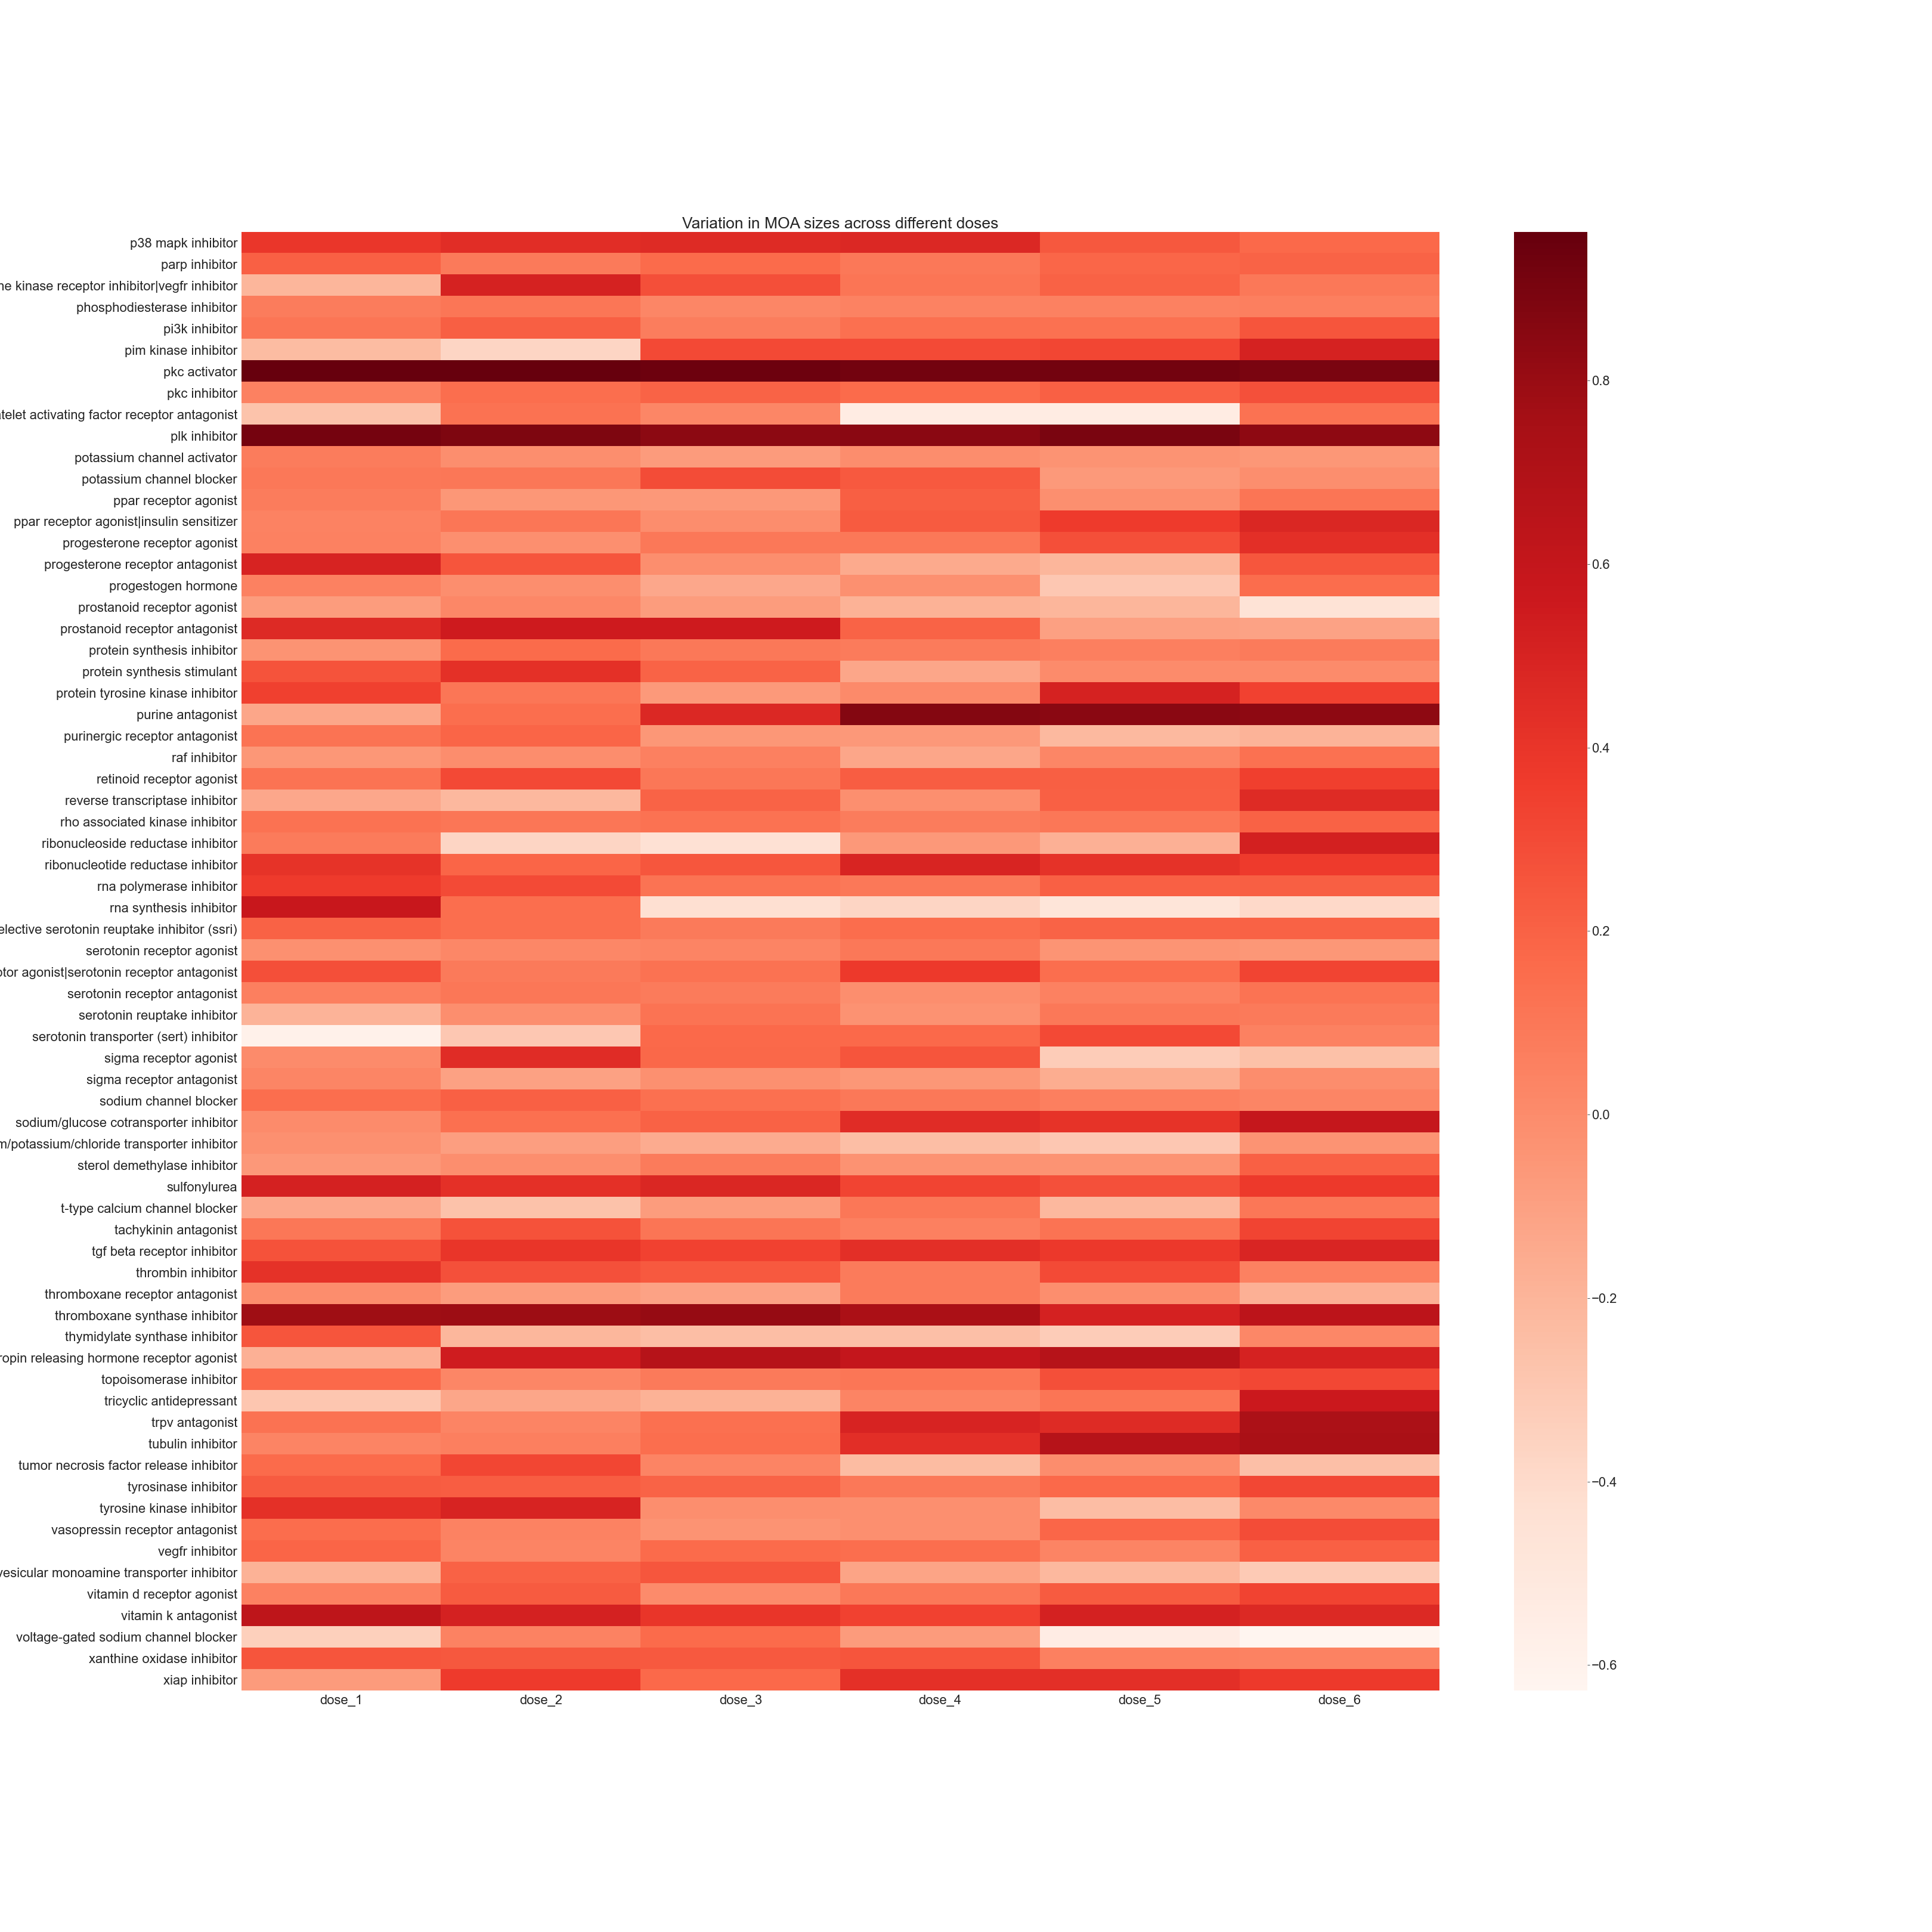 Variation in MOA sizes across different doses
p38 mapk inhibitor
parp inhibitor
kinase receptor inhibitor|vegfr inhibitor
phosphodiesterase inhibitor
pi3k inhibitor
pim kinase inhibitor
pkc activator
pkc inhibitor
activating factor receptor antagonist
plk inhibitor
potassium channel activator
potassium channel blocker
ppar receptor agonist
ppar receptor agonist|insulin sensitizer
progesterone receptor agonist
progesterone receptor antagonist
progestogen hormone
prostanoid receptor agonist
prostanoid receptor antagonist
protein synthesis inhibitor
protein synthesis stimulant
protein tyrosine kinase inhibitor
purine antagonist
purinergic receptor antagonist
raf inhibitor
retinoid receptor agonist
reverse transcriptase inhibitor
rho associated kinase inhibitor
ribonucleoside reductase inhibitor
ribonucleotide reductase inhibitor
rna polymerase inhibitor
rna synthesis inhibitor
elective serotonin reuptake inhibitor (ssri)
serotonin receptor agonist
agonist|serotonin receptor antagonist
serotonin receptor antagonist
serotonin reuptake inhibitor
serotonin transporter (sert) inhibitor
sigma receptor agonist
sigma receptor antagonist
sodium channel blocker
sodium/glucose cotransporter inhibitor
/potassium/chloride transporter inhibitor
sterol demethylase inhibitor
sulfonylurea
t-type calcium channel blocker
tachykinin antagonist
tgf beta receptor inhibitor
thrombin inhibitor
thromboxane receptor antagonist
thromboxane synthase inhibitor
thymidylate synthase inhibitor
ropin releasing hormone receptor agonist
topoisomerase inhibitor
tricyclic antidepressant
trpv antagonist
tubulin inhibitor
tumor necrosis factor release inhibitor
tyrosinase inhibitor
tyrosine kinase inhibitor
vasopressin receptor antagonist
vegfr inhibitor
vesicular monoamine transporter inhibitor
vitamin d receptor agonist
vitamin k antagonist
voltage-gated sodium channel blocker
xanthine oxidase inhibitor
xiap inhibitor
dose_1 dose_2 dose_3 dose_4 dose_5 dose_6
0.8
0.6
0.4
0.2
0.0
−0.2
−0.4
−0.6